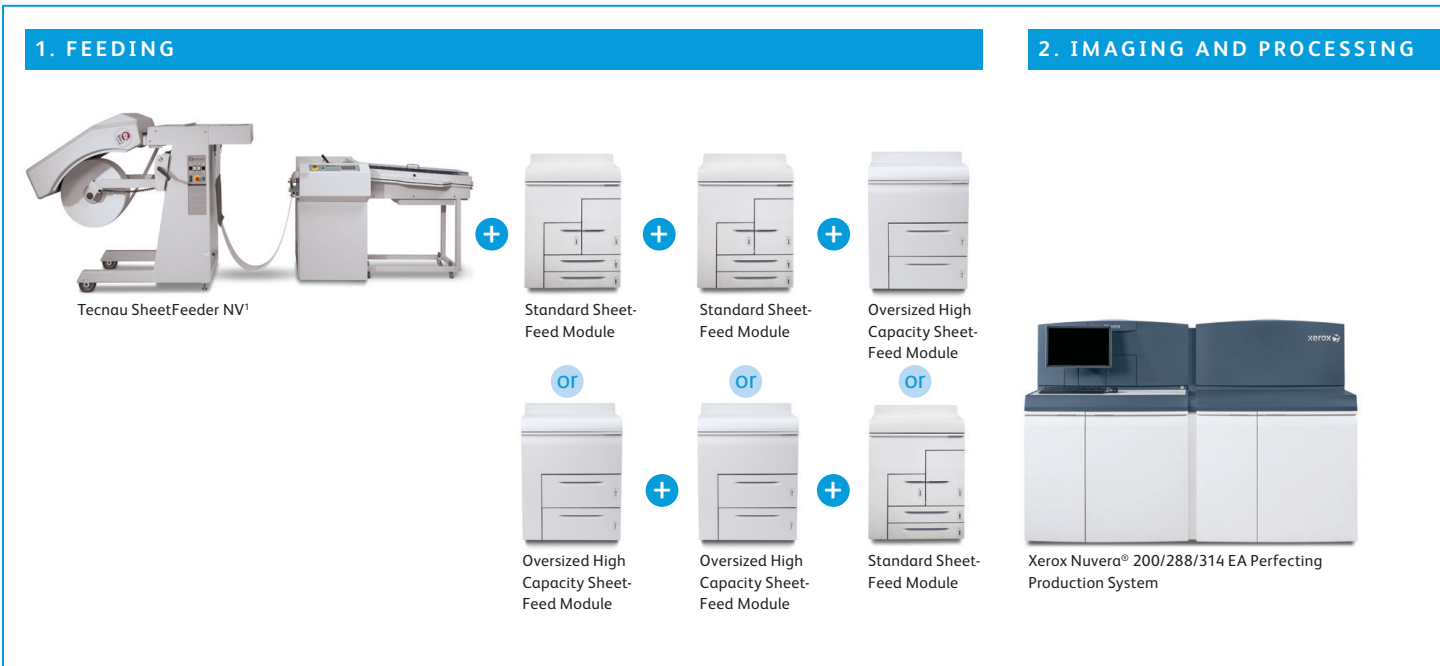 1. FEEDING
2. IMAGING AND PROCESSING
Tecnau SheetFeeder NV¹
Standard Sheet-
Feed Module
Standard Sheet-
Feed Module
Oversized High
Capacity Sheet-
Feed Module
or
or
or
Oversized High
Capacity Sheet-
Feed Module
Oversized High
Capacity Sheet-
Feed Module
Standard Sheet-
Feed Module
xerox
Xerox Nuvera® 200/288/314 EA Perfecting
Production System